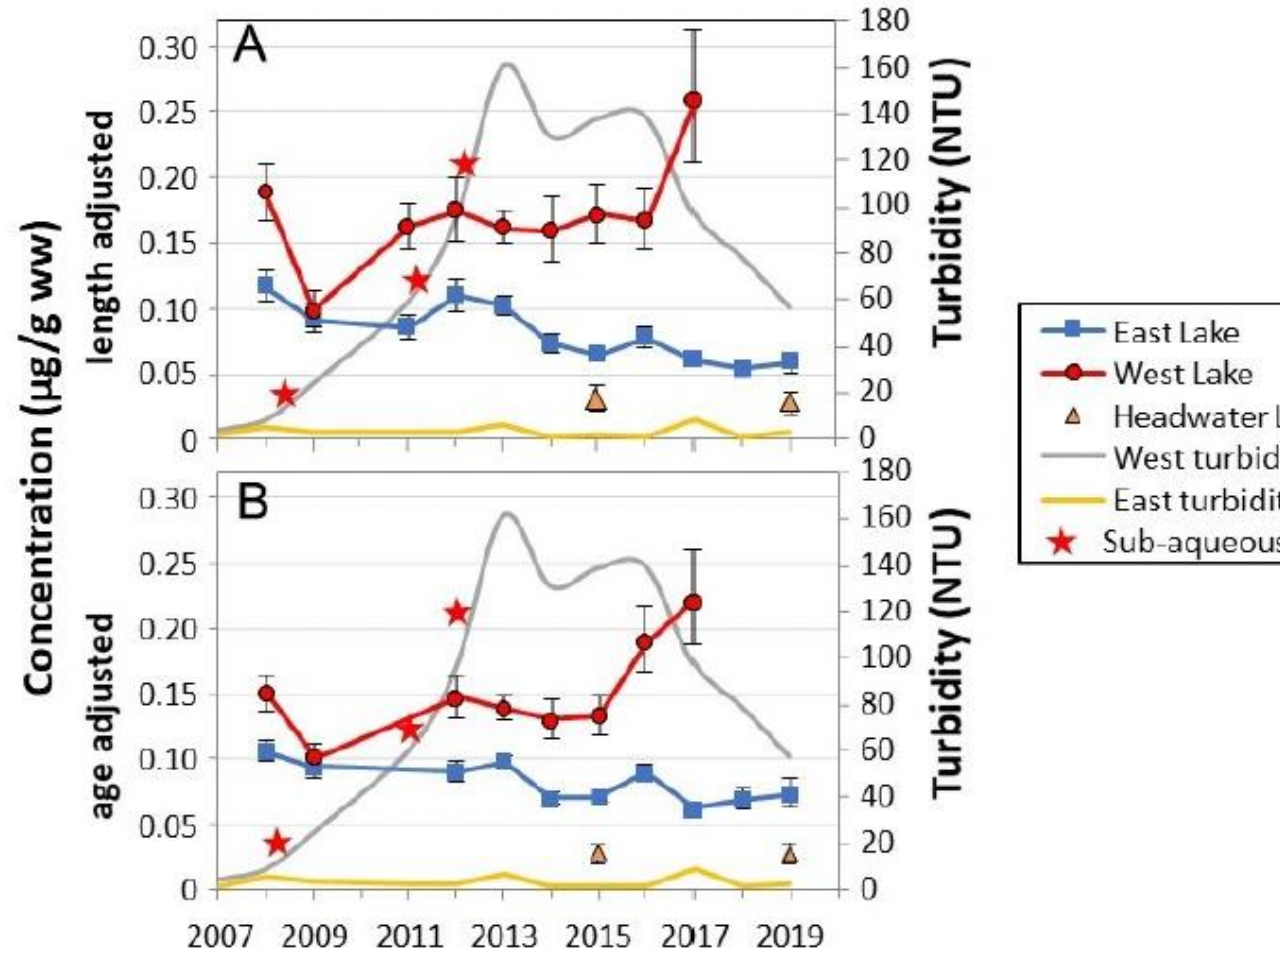 A
Concentration (µg/g ww)
length adjusted
0.30
0.25
0.20
0.15
0.10
0.05
0
180
160
140
120
100
80
60
40
20
0
Turbidity (NTU)
B
age adjusted
0.30
0.25
0.20
0.15
0.10
0.05
0
180
160
140
120
100
80
60
40
20
0
Turbidity (NTU)
2007 2009 2011 2013 2015 2017 2019
East Lake
West Lake
Headwater L
West turbid
East turbidit
Sub-aqueous